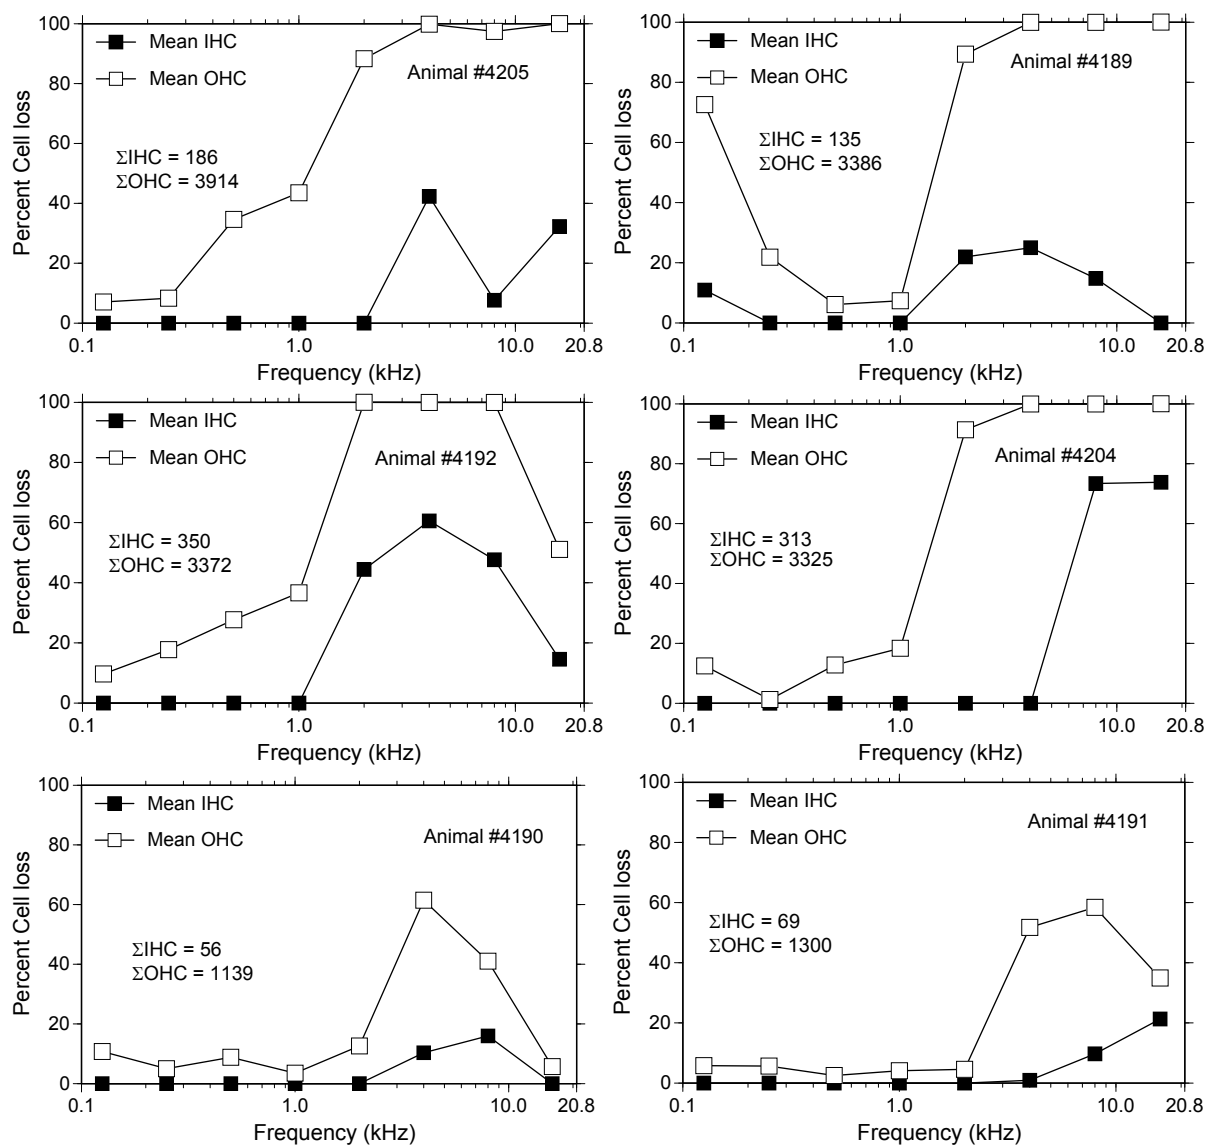 100
80
60
40
20
0
Percent Cell loss
Mean IHC
Mean OHC
Animal #4205
ΣIHC = 186
ΣOHC = 3914
0.1
1.0
10.0
20.8
Frequency (kHz)
100
80
60
40
20
0
Percent Cell loss
Mean IHC
Mean OHC
Animal #4189
ΣIHC = 135
ΣOHC = 3386
0.1
1.0
10.0
20.8
Frequency (kHz)
100
80
60
40
20
0
Percent Cell loss
Mean IHC
Mean OHC
Animal #4192
ΣIHC = 350
ΣOHC = 3372
0.1
1.0
10.0
20.8
Frequency (kHz)
100
80
60
40
20
0
Percent Cell loss
Mean IHC
Mean OHC
Animal #4204
ΣIHC = 313
ΣOHC = 3325
0.1
1.0
10.0
20.8
Frequency (kHz)
100
80
60
40
20
0
Percent Cell loss
Mean IHC
Mean OHC
Animal #4190
ΣIHC = 56
ΣOHC = 1139
0.1
1.0
10.0
20.8
Frequency (kHz)
100
80
60
40
20
0
Percent Cell loss
Mean IHC
Mean OHC
Animal #4191
ΣIHC = 69
ΣOHC = 1300
0.1
1.0
10.0
20.8
Frequency (kHz)